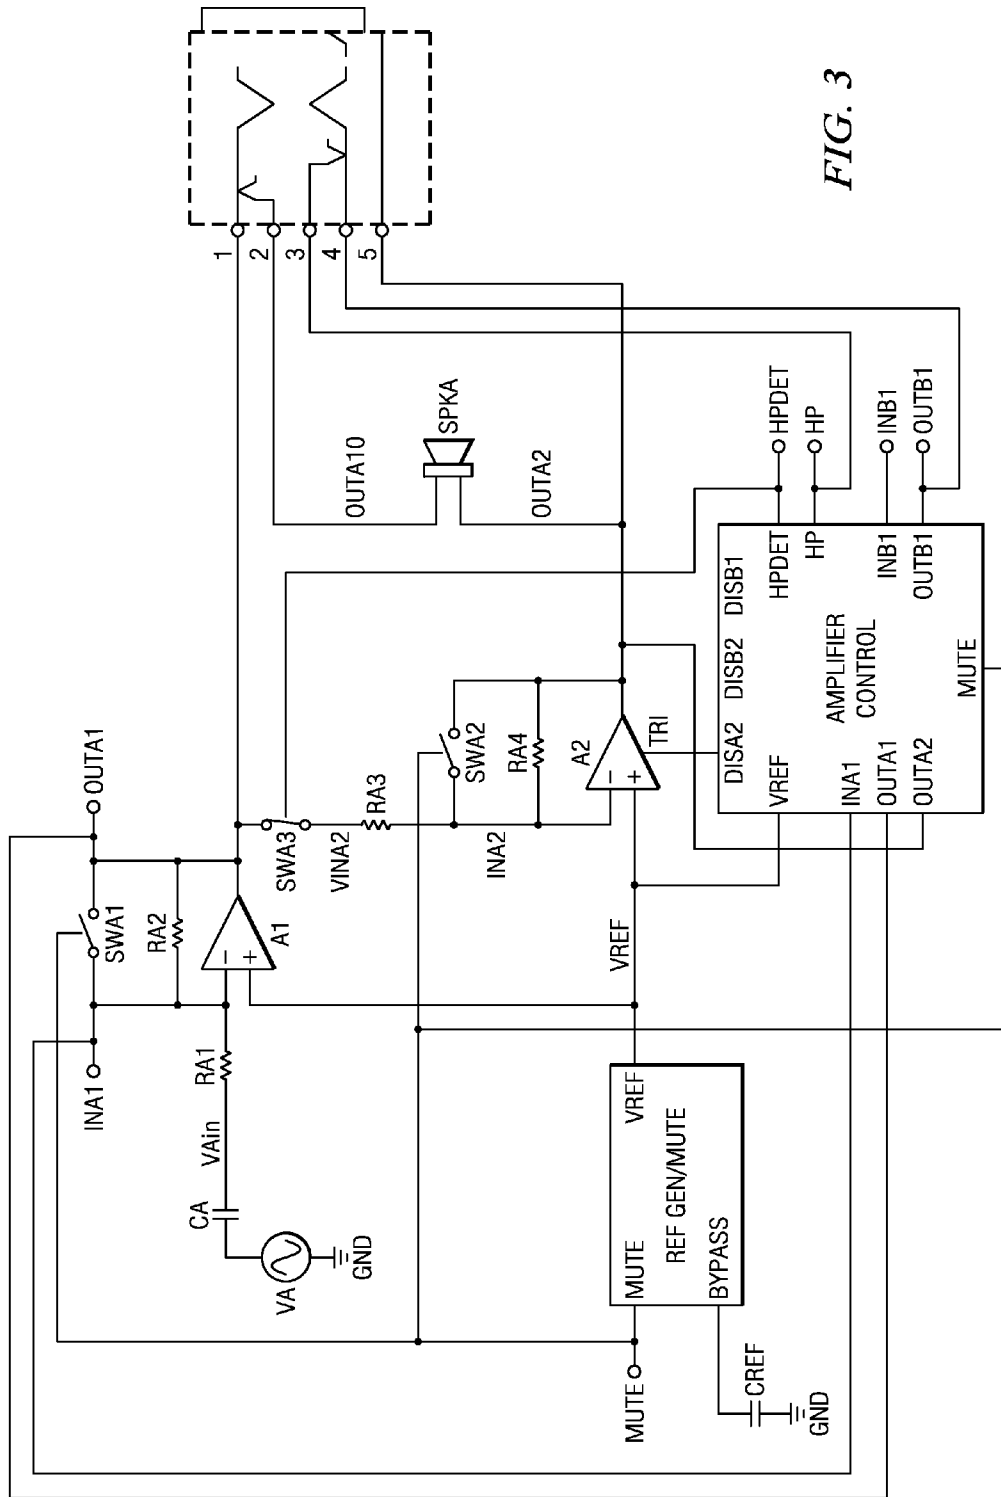 1
2
3
4
5
OUTA1
SWA1
RA2
INA1
A1
RA1
VAin
CA
VA
GND
SWA3
VINA2
RA3
INA2
SWA2
RA4
A2
TRI
OUTA10
SPKA
OUTA2
VREF
MUTE
VREF
REF GEN/MUTE
BYPASS
MUTE
CREF
GND
DISA2
DISB2
DISB1
VREF
INA1
OUTA1
OUTA2
AMPLIFIER
CONTROL
HPDET
HP
INB1
OUTB1
MUTE
HPDET
HP
INB1
OUTB1
FIG. 3